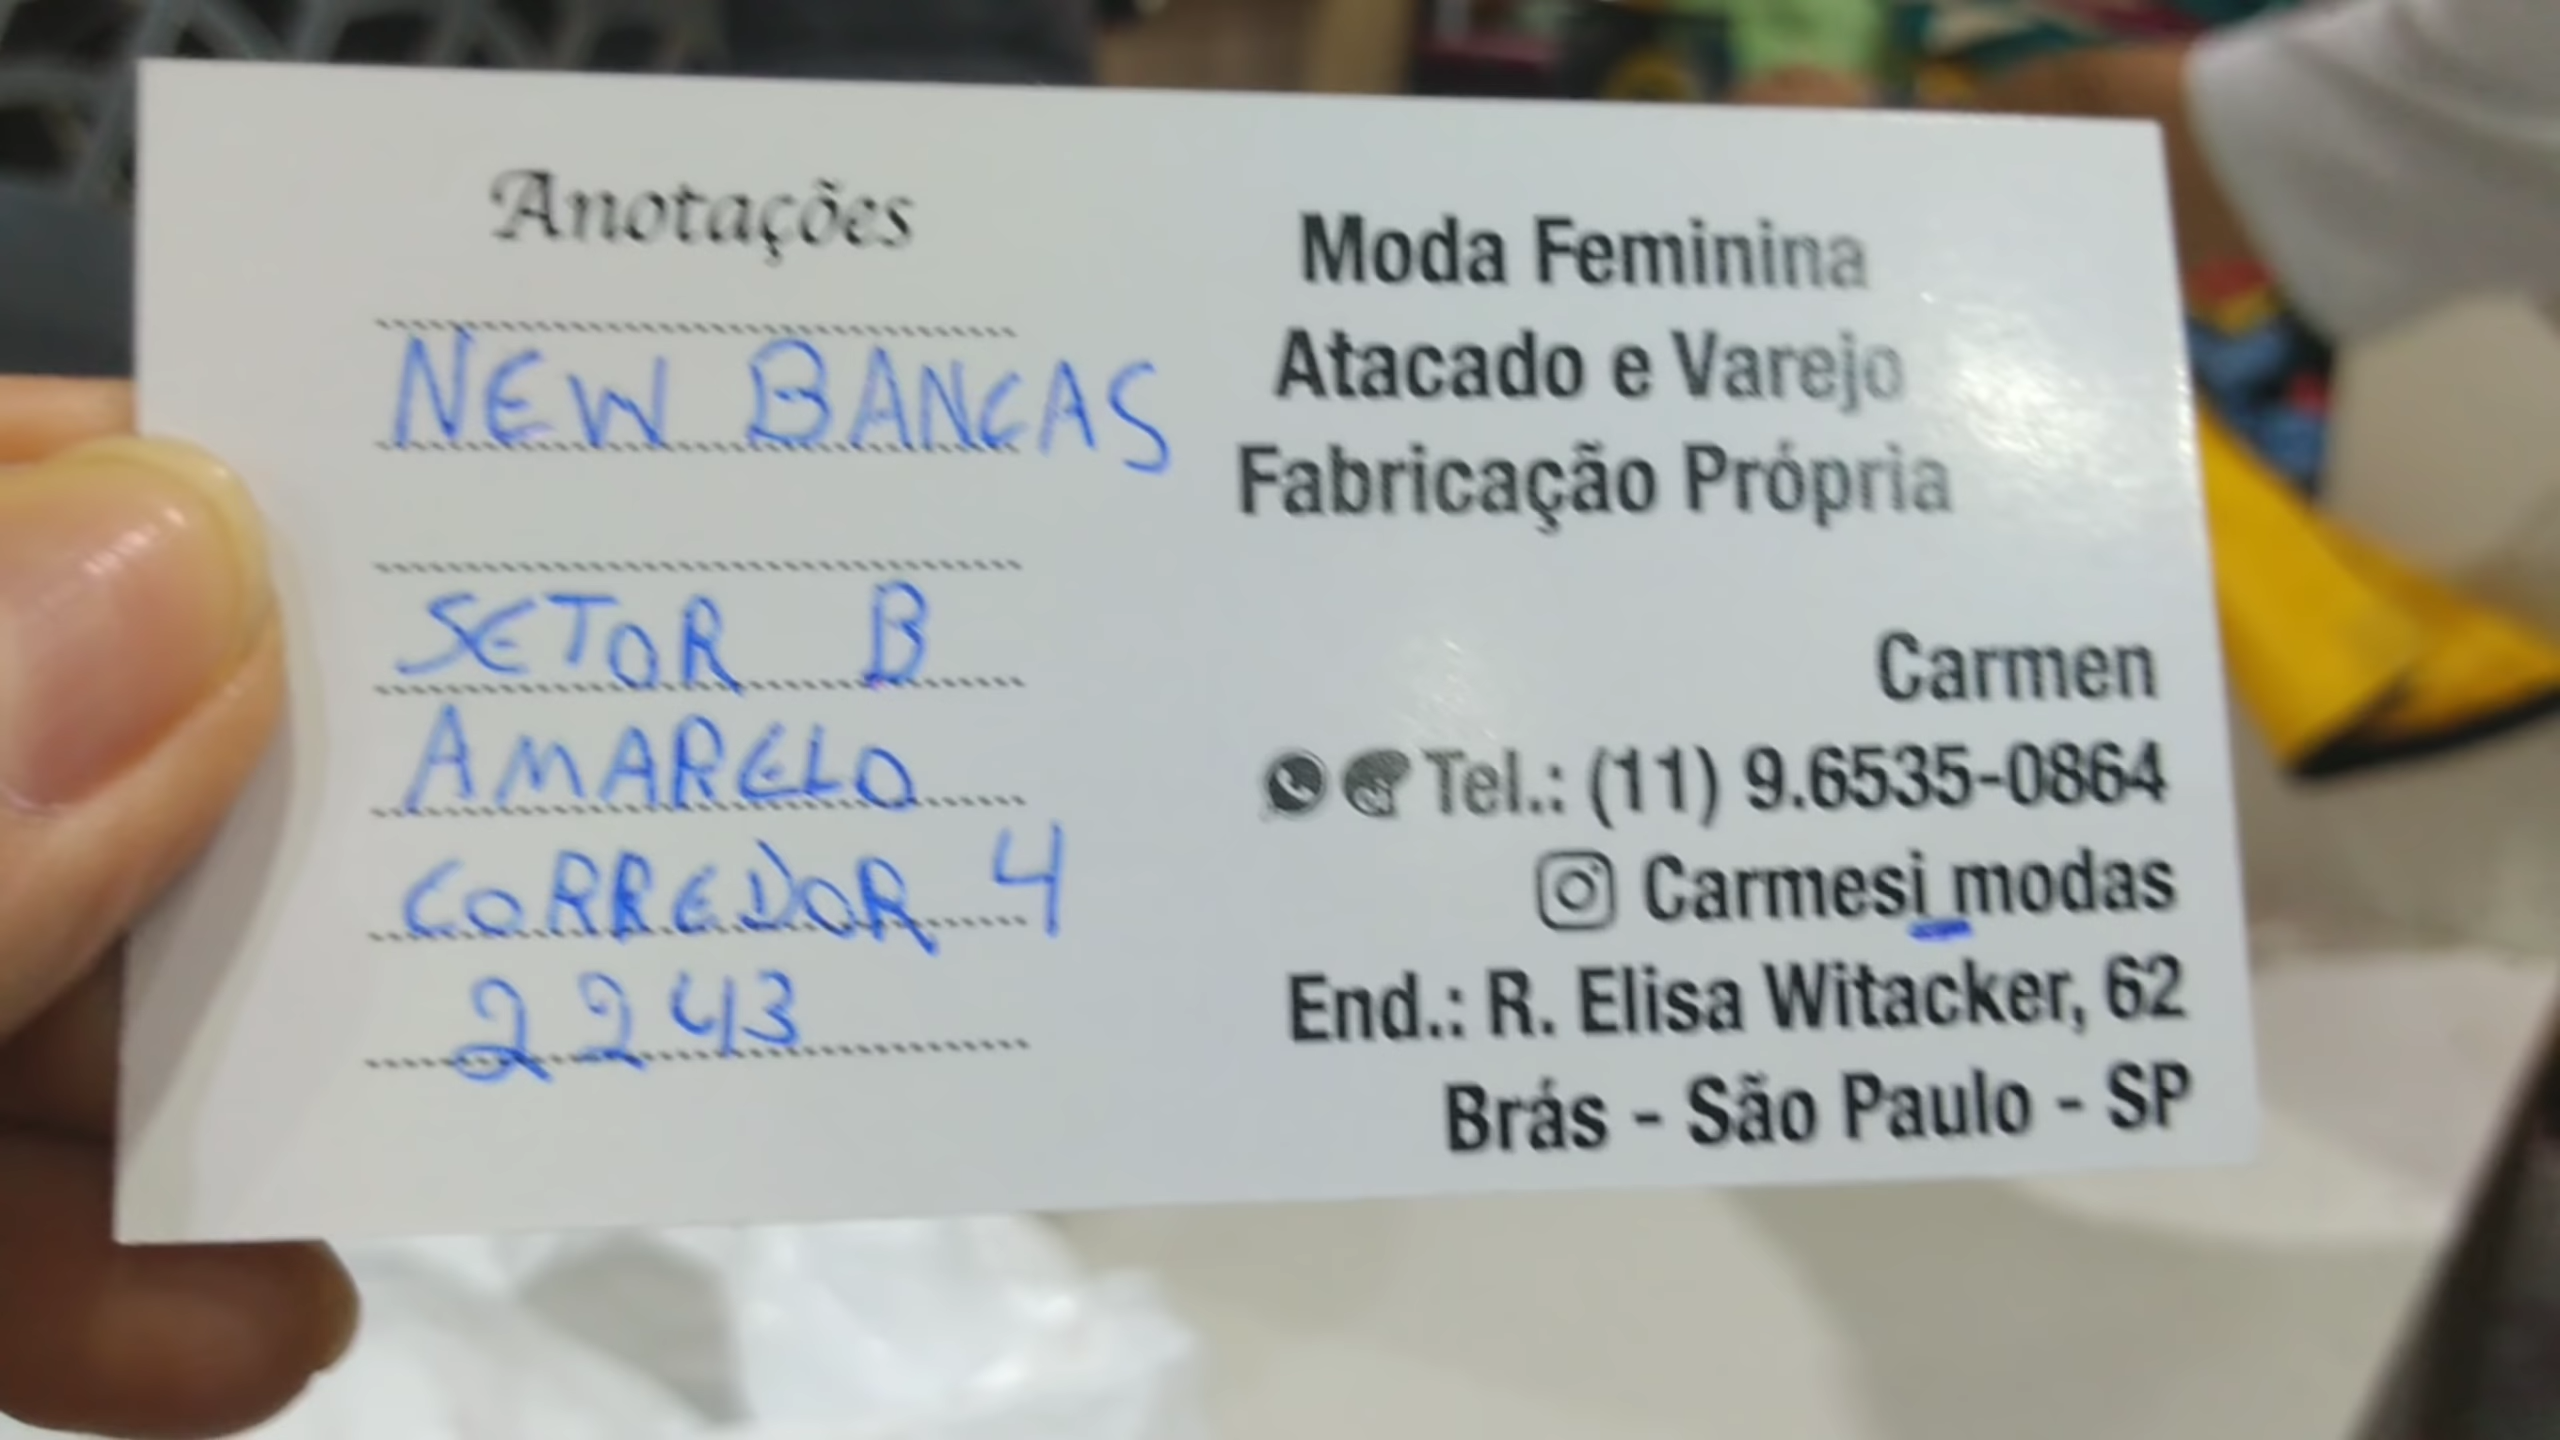 Anotações
NEW BANCAS
SETOR B
AMARELO
CORREDOR 4
2243
Moda Feminina
Atacado e Varejo
Fabricação Própria
Carmen
Tel.: (11) 9.6535-0864
Carmesi_modas
End.: R. Elisa Witacker, 62
Brás - São Paulo - SP